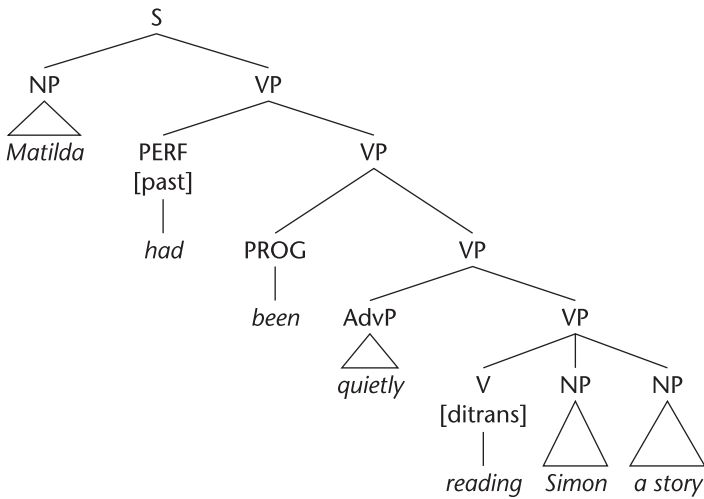 S
NP VP
Matilda PERF VP
[past]
had PROG VP
been AdvP VP
quietly V NP NP
[ditrans]
reading Simon a story